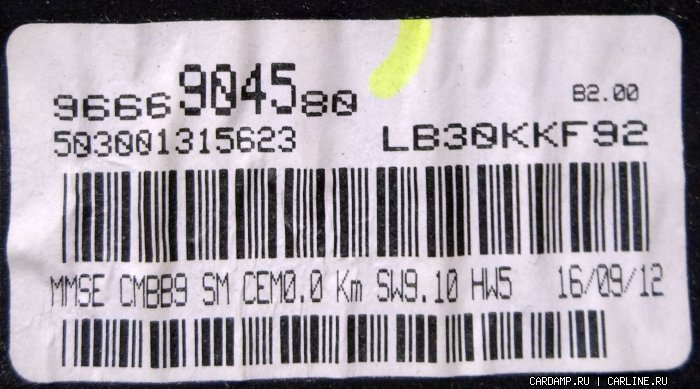 9666904580 B2.00
503001315623 LB30KKF92
MMSE CMBB9 SM CEM0.0 Km SW9.10 HW5 16/09/12
CARDAMP.RU | CARLINE.RU